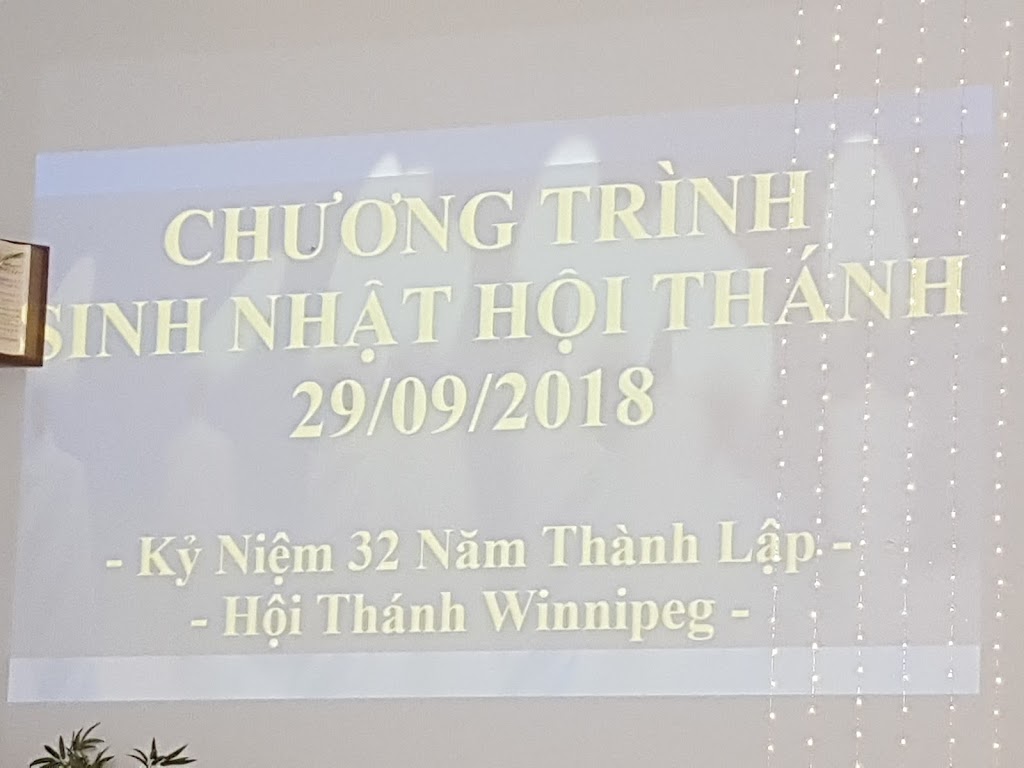 CHƯƠNG TRÌNH
SINH NHẬT HỘI THÁNH
29/09/2018
- Kỷ Niệm 32 Năm Thành Lập -
- Hội Thánh Winnipeg -